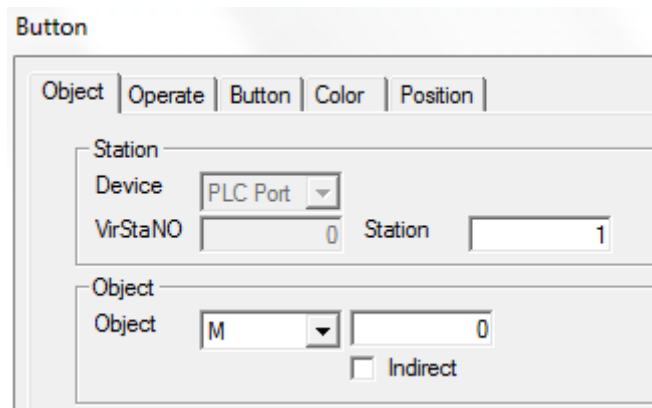 Button
Object Operate Button Color Position
Station
Device PLC Port
VirStaNO 0 Station 1
Object
Object M 0
Indirect